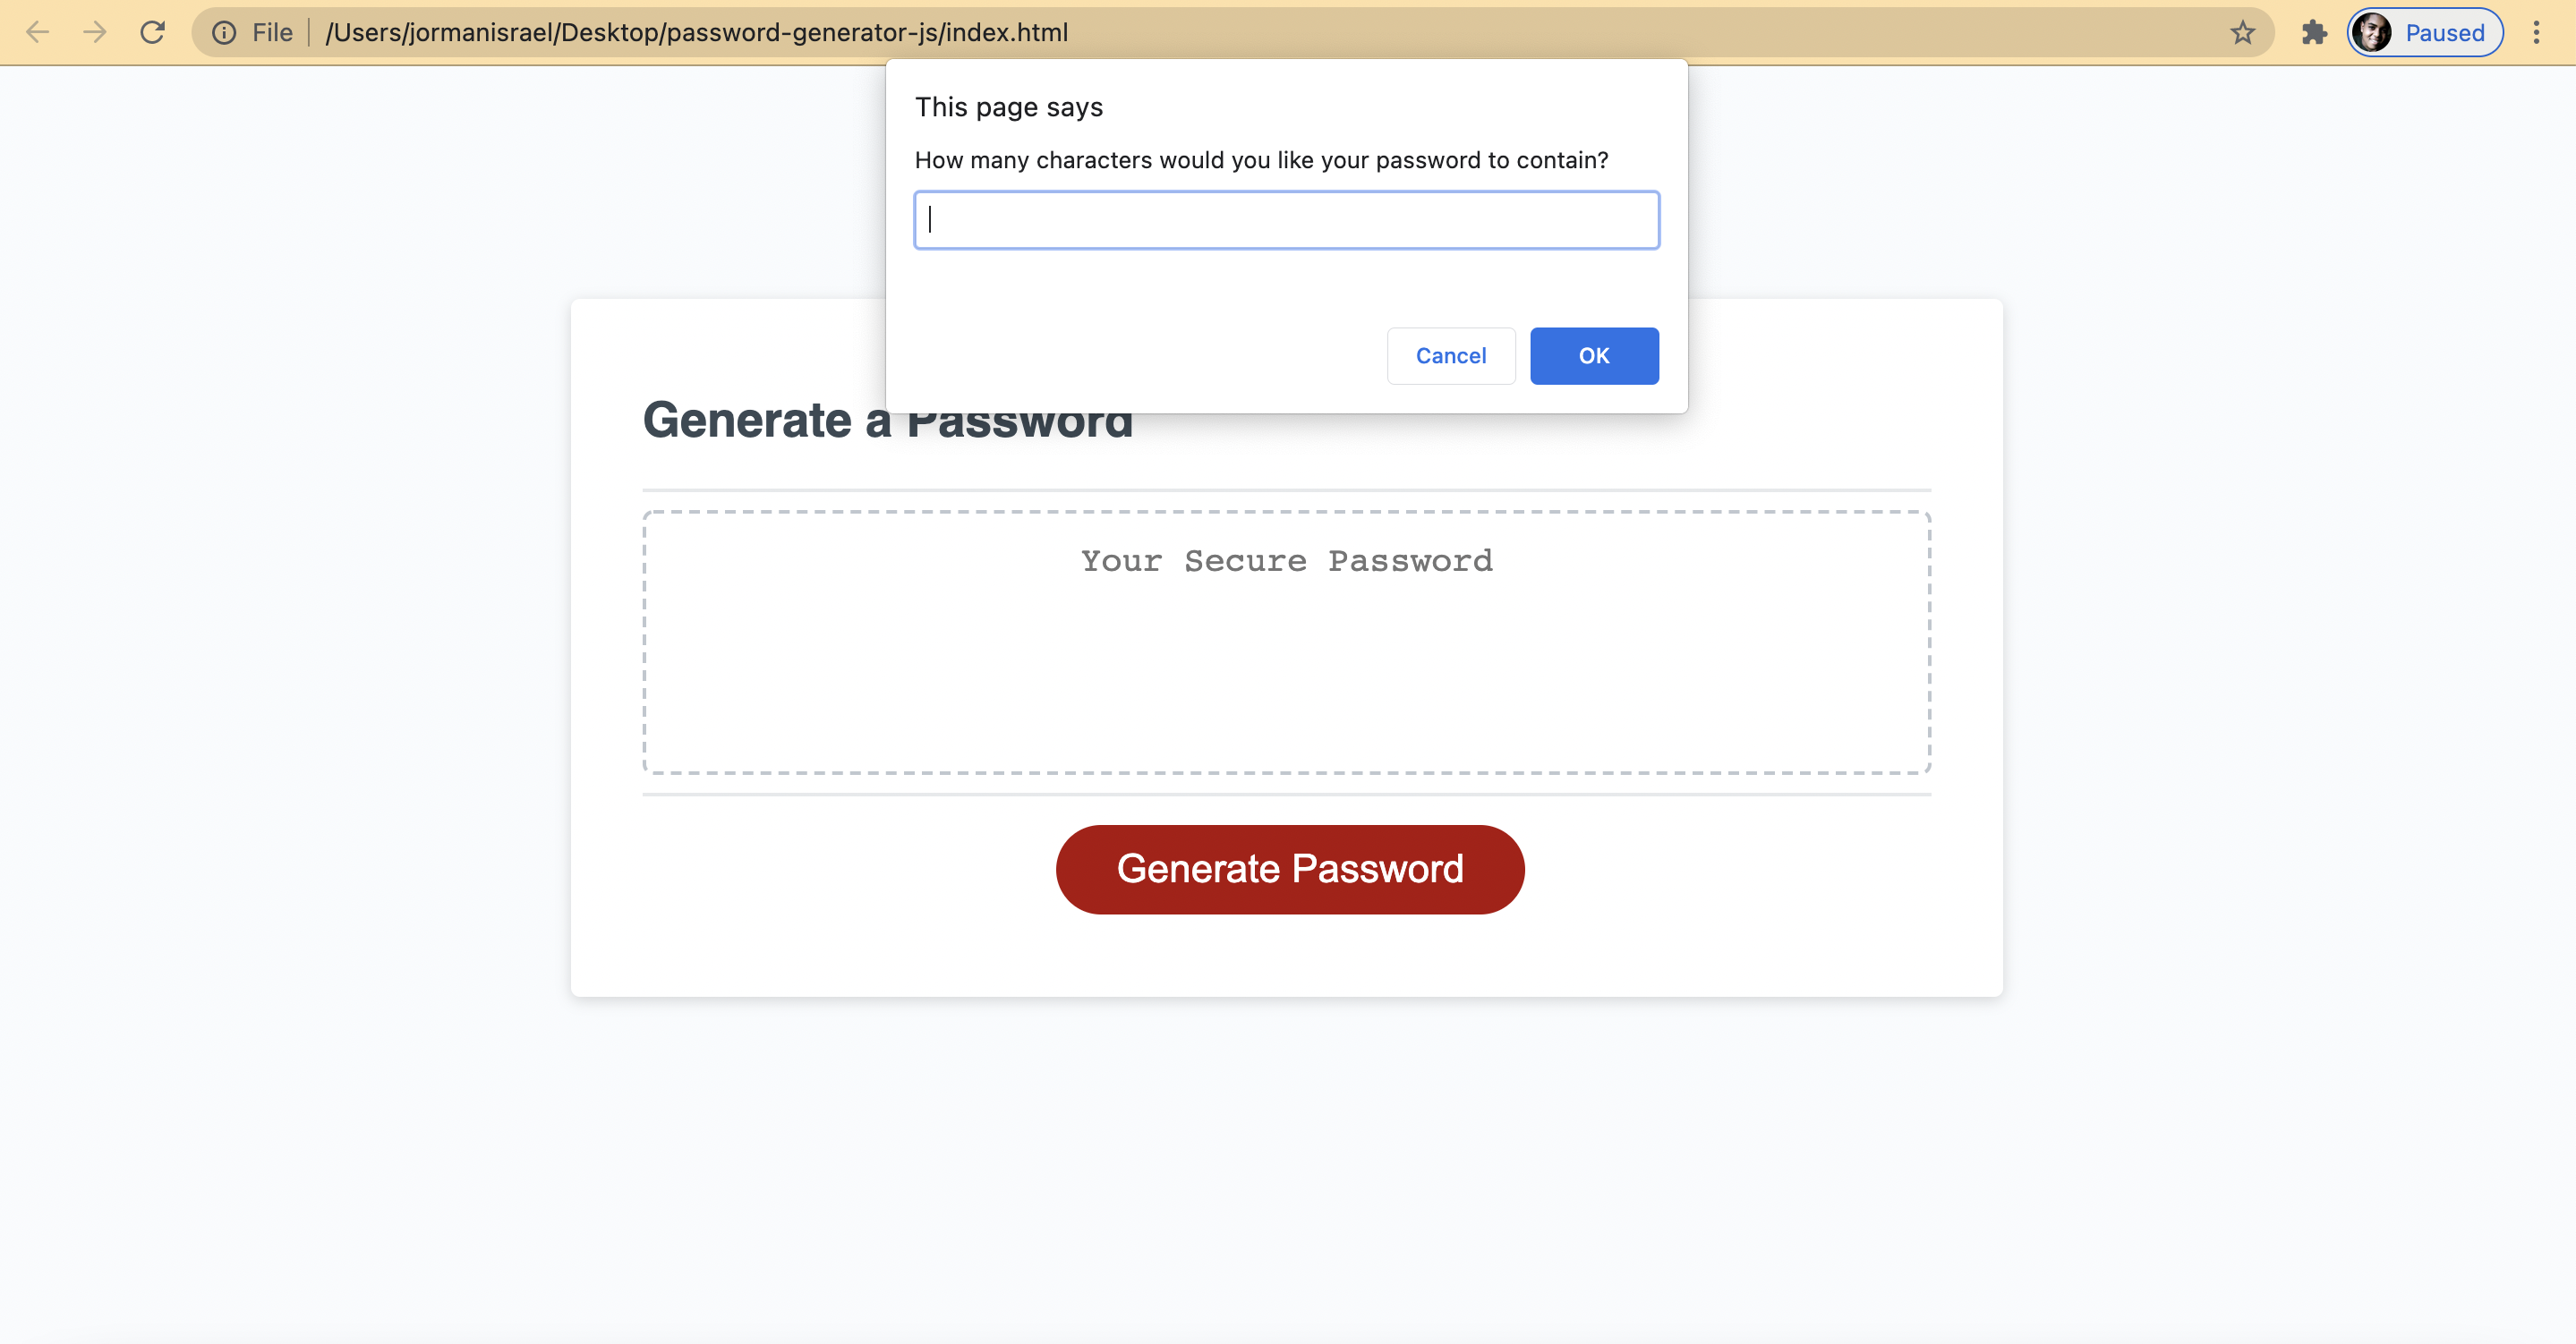 File /Users/jormanisrael/Desktop/password-generator-js/index.html
Paused
This page says
How many characters would you like your password to contain?
Cancel
OK
Generate a Password
Your Secure Password
Generate Password